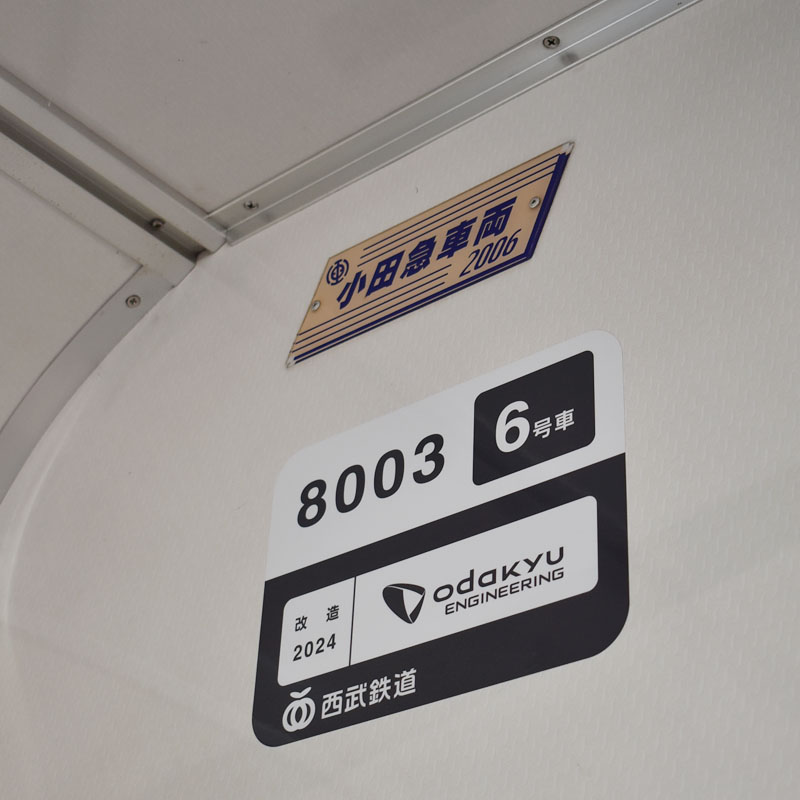 小田急車両
2006
8003
6号車
改造
2024
odakyu
ENGINEERING
西武鉄道